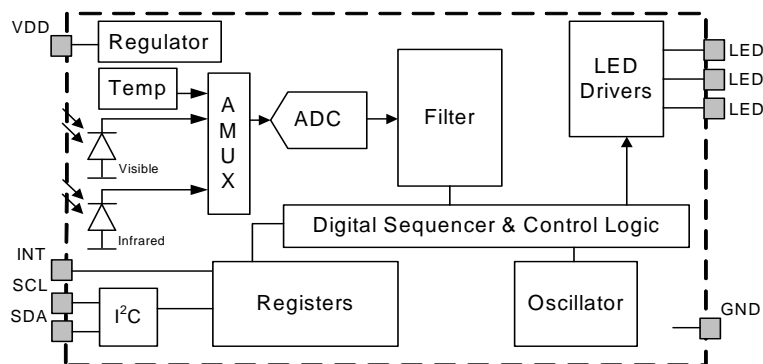 VDD
Regulator
LED
LED
LED
LED
Drivers
Temp
A
M
U
X
ADC
Filter
Visible
Infrared
Digital Sequencer & Control Logic
INT
SCL
SDA
I²C
Registers
Oscillator
GND